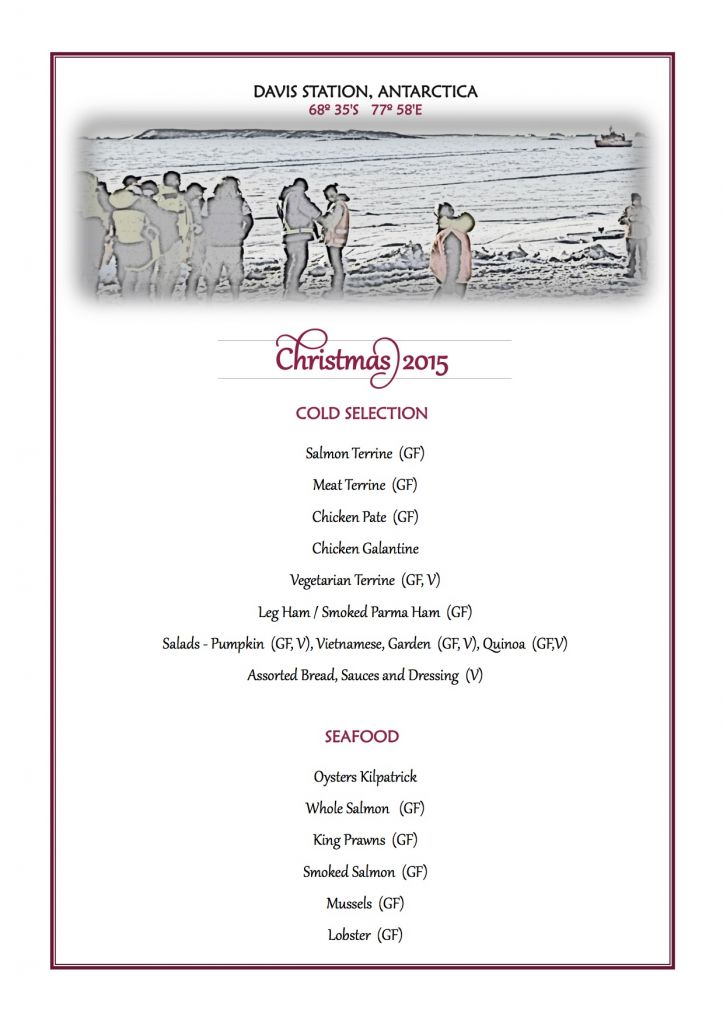 DAVIS STATION, ANTARCTICA
68º 35'S 77º 58'E
Christmas 2015
COLD SELECTION
Salmon Terrine (GF)
Meat Terrine (GF)
Chicken Pate (GF)
Chicken Galantine
Vegetarian Terrine (GF, V)
Leg Ham / Smoked Parma Ham (GF)
Salads - Pumpkin (GF, V), Vietnamese, Garden (GF, V), Quinoa (GF,V)
Assorted Bread, Sauces and Dressing (V)
SEAFOOD
Oysters Kilpatrick
Whole Salmon (GF)
King Prawns (GF)
Smoked Salmon (GF)
Mussels (GF)
Lobster (GF)